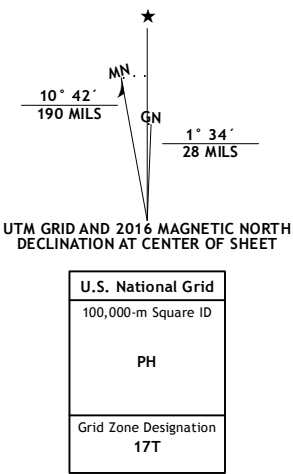 MN
GN
10° 42´
190 MILS
1° 34´
28 MILS
UTM GRID AND 2016 MAGNETIC NORTH
DECLINATION AT CENTER OF SHEET
U.S. National Grid
100,000-m Square ID
PH
Grid Zone Designation
17T